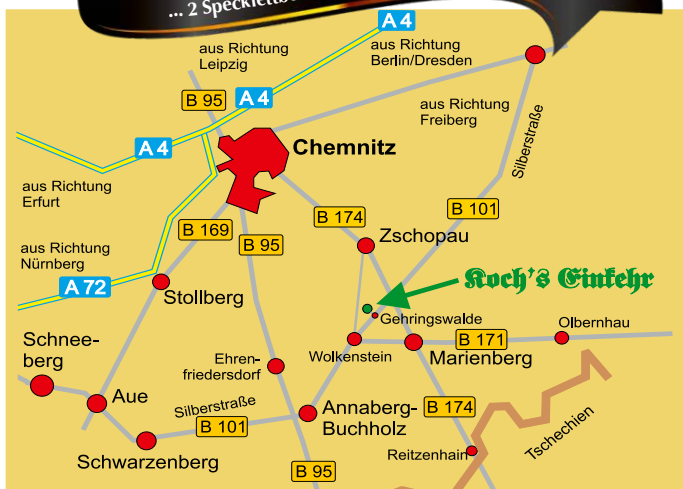 ... 2 Speckfettbe
A 4
aus Richtung
Leipzig
aus Richtung
Berlin/Dresden
B 95
A 4
aus Richtung
Freiberg
Silberstraße
A 4
Chemnitz
aus Richtung
Erfurt
B 101
B 174
B 169
B 95
Zschopau
aus Richtung
Nürnberg
A 72
Stollberg
Koch's Einkehr
Gehringswalde
Olbernhau
B 171
Schnee-
berg
Ehren-
friedersdorf
Wolkenstein
Marienberg
Aue
Silberstraße
B 101
Annaberg-
Buchholz
B 174
Tschechien
Schwarzenberg
Reitzenhain
B 95